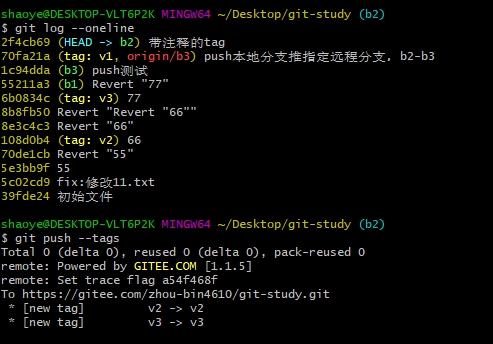 shaoye@DESKTOP-VLT6P2K MINGW64 ~/Desktop/git-study (b2)
$ git log --oneline
2f4cb69 (HEAD -> b2) 带注释的tag
70fa21a (tag: v1, origin/b3) push本地分支推指定远程分支, b2-b3
1c94dda (b3) push测试
55211a3 (b1) Revert "77"
6b0834c (tag: v3) 77
8b8fb50 Revert "Revert "66""
8e3c4c3 Revert "66"
108d0b4 (tag: v2) 66
70de1cb Revert "55"
5e3bb9f 55
5c02cd9 fix:修改11.txt
39fde24 初始文件
shaoye@DESKTOP-VLT6P2K MINGW64 ~/Desktop/git-study (b2)
$ git push --tags
Total 0 (delta 0), reused 0 (delta 0), pack-reused 0
remote: Powered by GITEE.COM [1.1.5]
remote: Set trace flag a54f468f
To https://gitee.com/zhou-bin4610/git-study.git
 * [new tag]         v2 -> v2
 * [new tag]         v3 -> v3